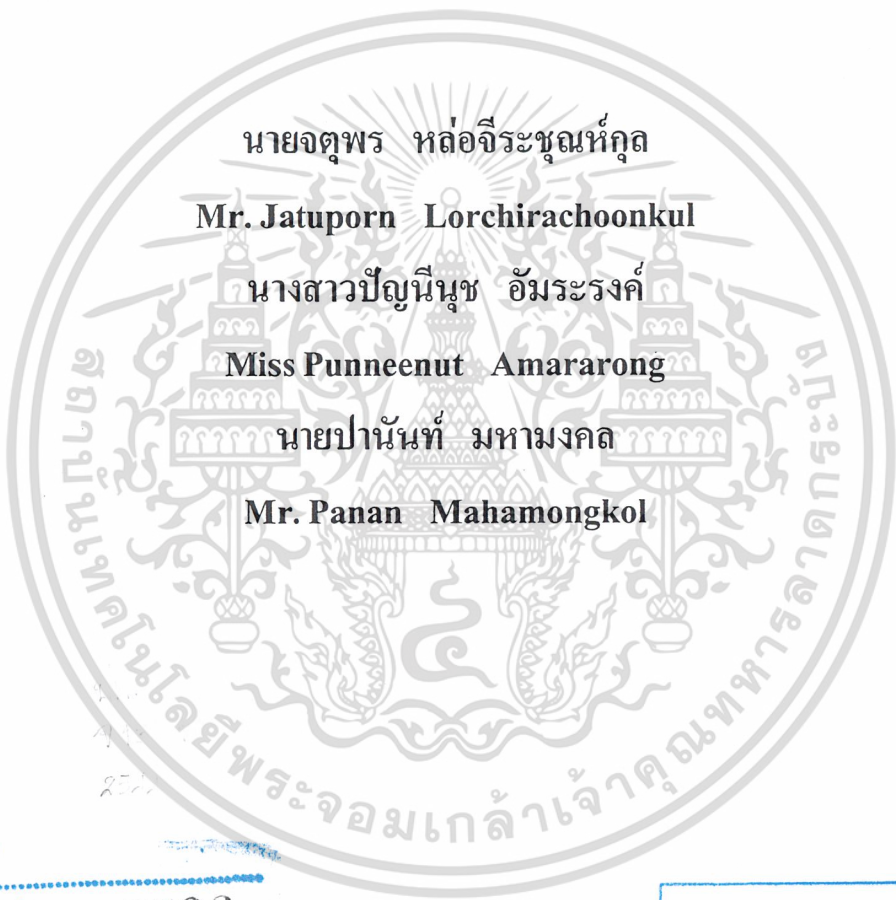 นายจตุพร หล่อจีระชุณห์กุล
Mr. Jatuporn Lorchirachoonkul
นางสาวปัญนีนุช อัมระรงค์
Miss Punneenut Amararong
นายปานันท์ มหามงคล
Mr. Panan Mahamongkol
สถาบันเทคโนโลยีพระจอมเกล้าเจ้าคุณทหารลาดกระบัง